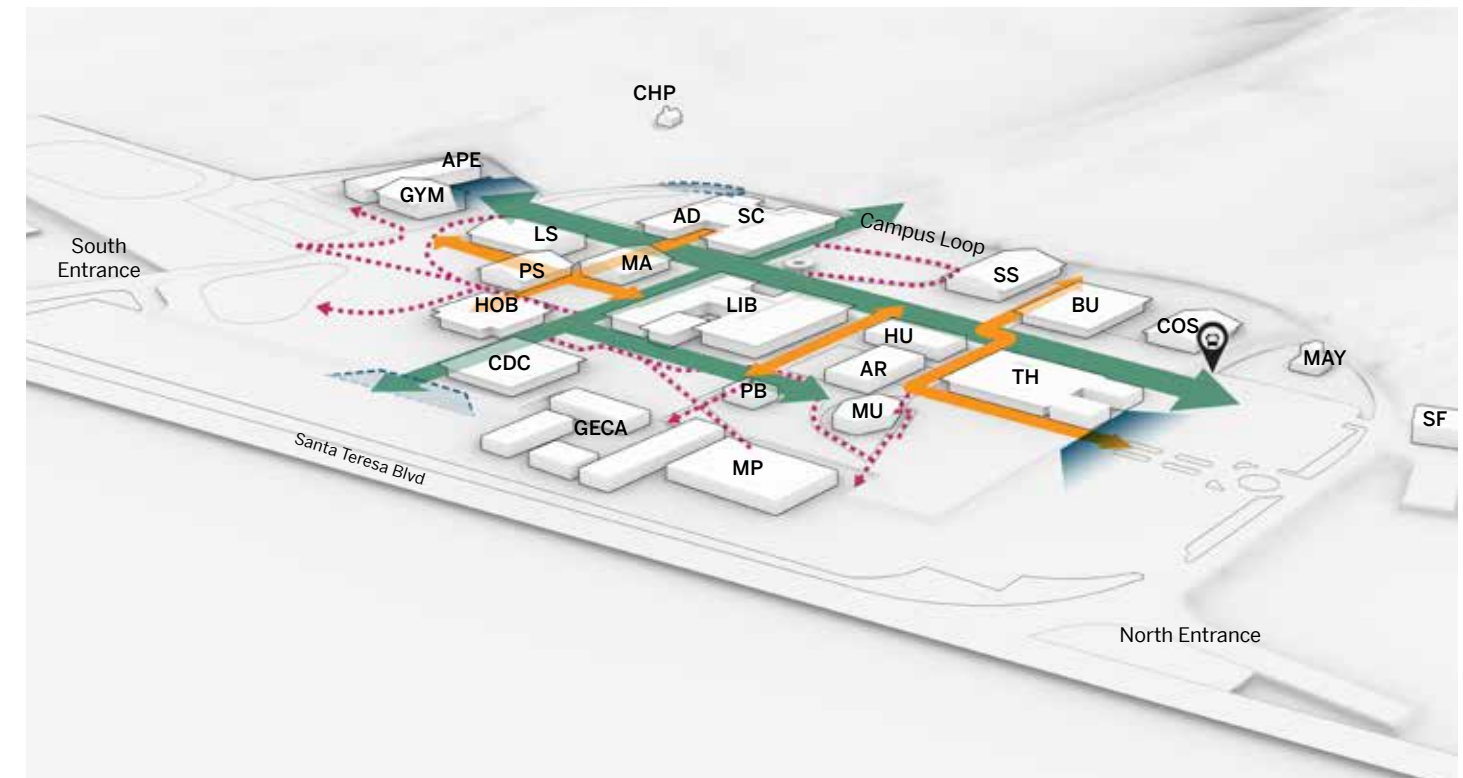 CHP
APE
GYM
AD
SC
Campus Loop
LS
South
Entrance
MA
PS
SS
HOB
LIB
BU
COS
HU
MAY
CDC
AR
TH
PB
MU
SF
GECA
Santa Teresa Blvd
MP
North Entrance